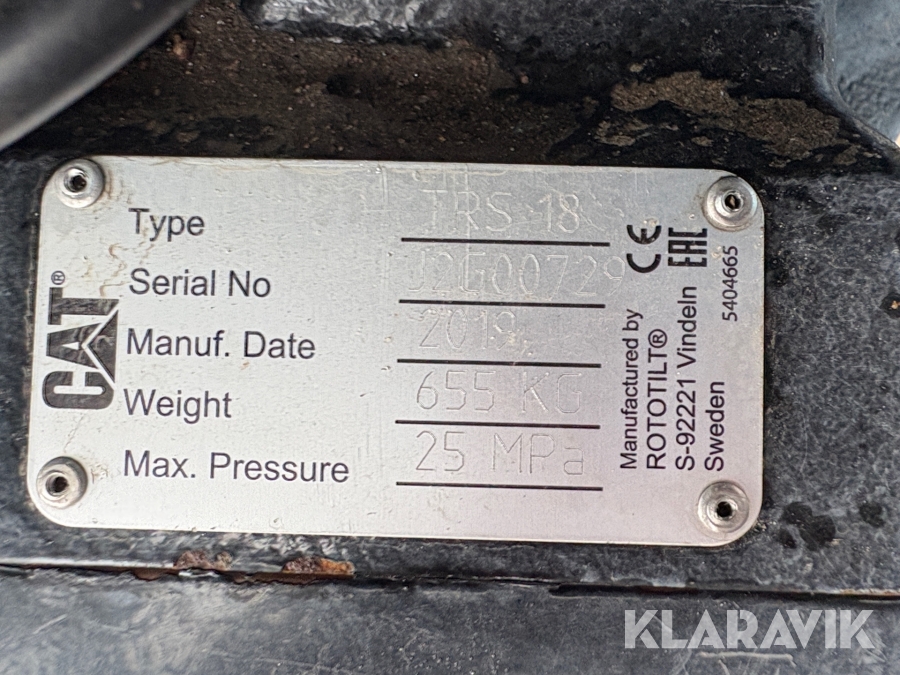 CAT®
Type TRS 18
Serial No J2G00729
Manuf. Date 2019
Weight 655 KG
Max. Pressure 25 MPa
CE EAC
Manufactured by
ROTOTILT®
S-92221 Vindeln
Sweden
5404665
KLARAVIK